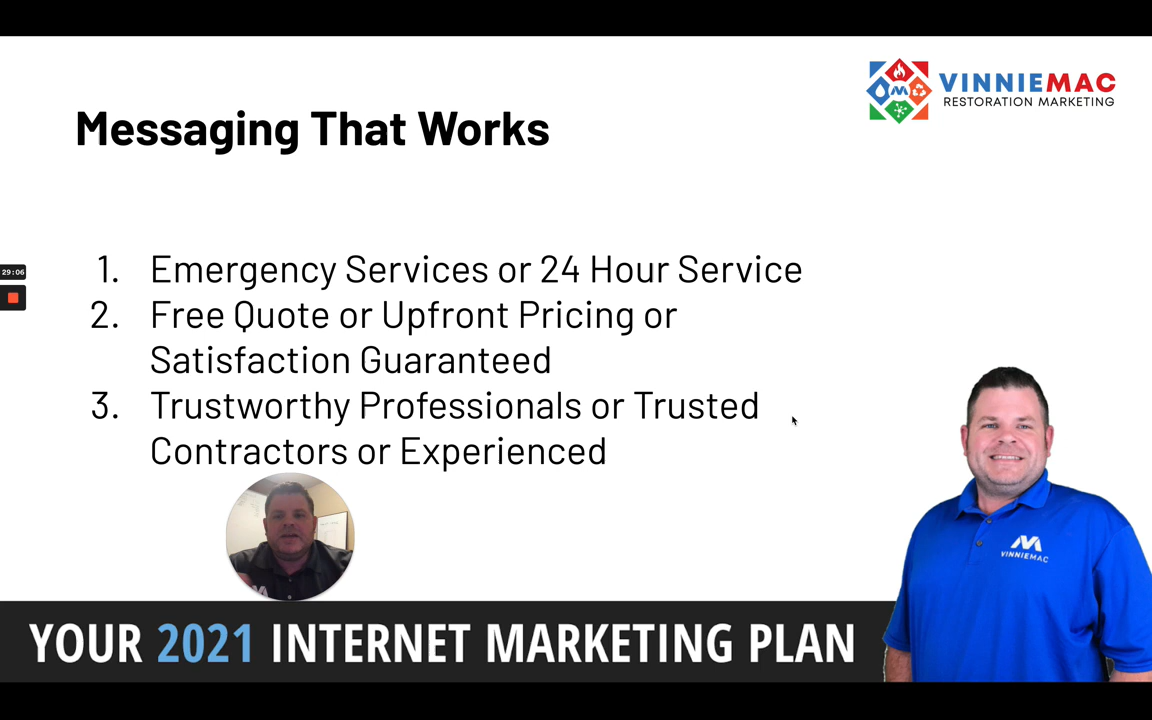 VINNIEMAC
RESTORATION MARKETING
Messaging That Works
29:06
1. Emergency Services or 24 Hour Service
2. Free Quote or Upfront Pricing or
Satisfaction Guaranteed
3. Trustworthy Professionals or Trusted
Contractors or Experienced
VINNIEMAC
YOUR 2021 INTERNET MARKETING PLAN